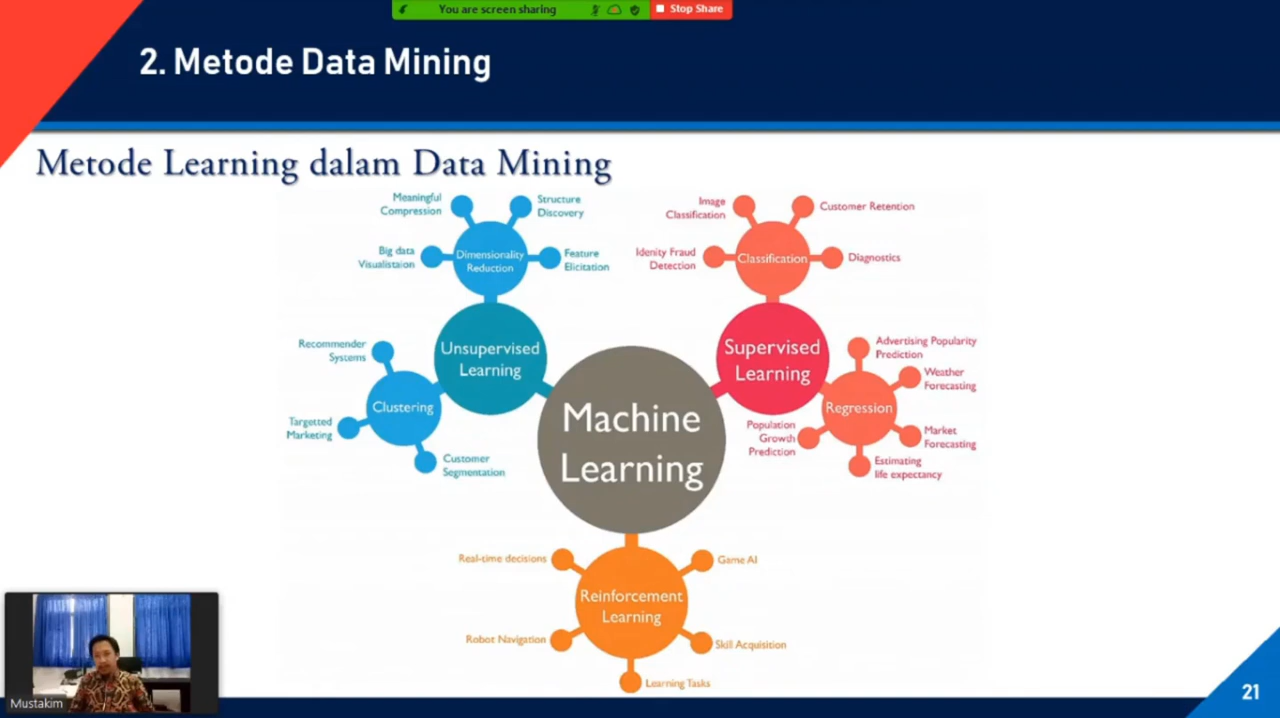 You are screen sharing
Stop Share
2. Metode Data Mining
Metode Learning dalam Data Mining
Meaningful
Compression
Structure
Discovery
Big data
Visualistaion
Dimensionality
Reduction
Feature
Elicitation
Unsupervised
Learning
Recommender
Systems
Clustering
Targetted
Marketing
Customer
Segmentation
Image
Classification
Customer Retention
Idenity Fraud
Detection
Classification
Diagnostics
Supervised
Learning
Advertising Popularity
Prediction
Weather
Forecasting
Regression
Population
Growth
Prediction
Market
Forecasting
Estimating
life expectancy
Machine
Learning
Real-time decisions
Game AI
Reinforcement
Learning
Robot Navigation
Skill Acquisition
Learning Tasks
Mustakim
21